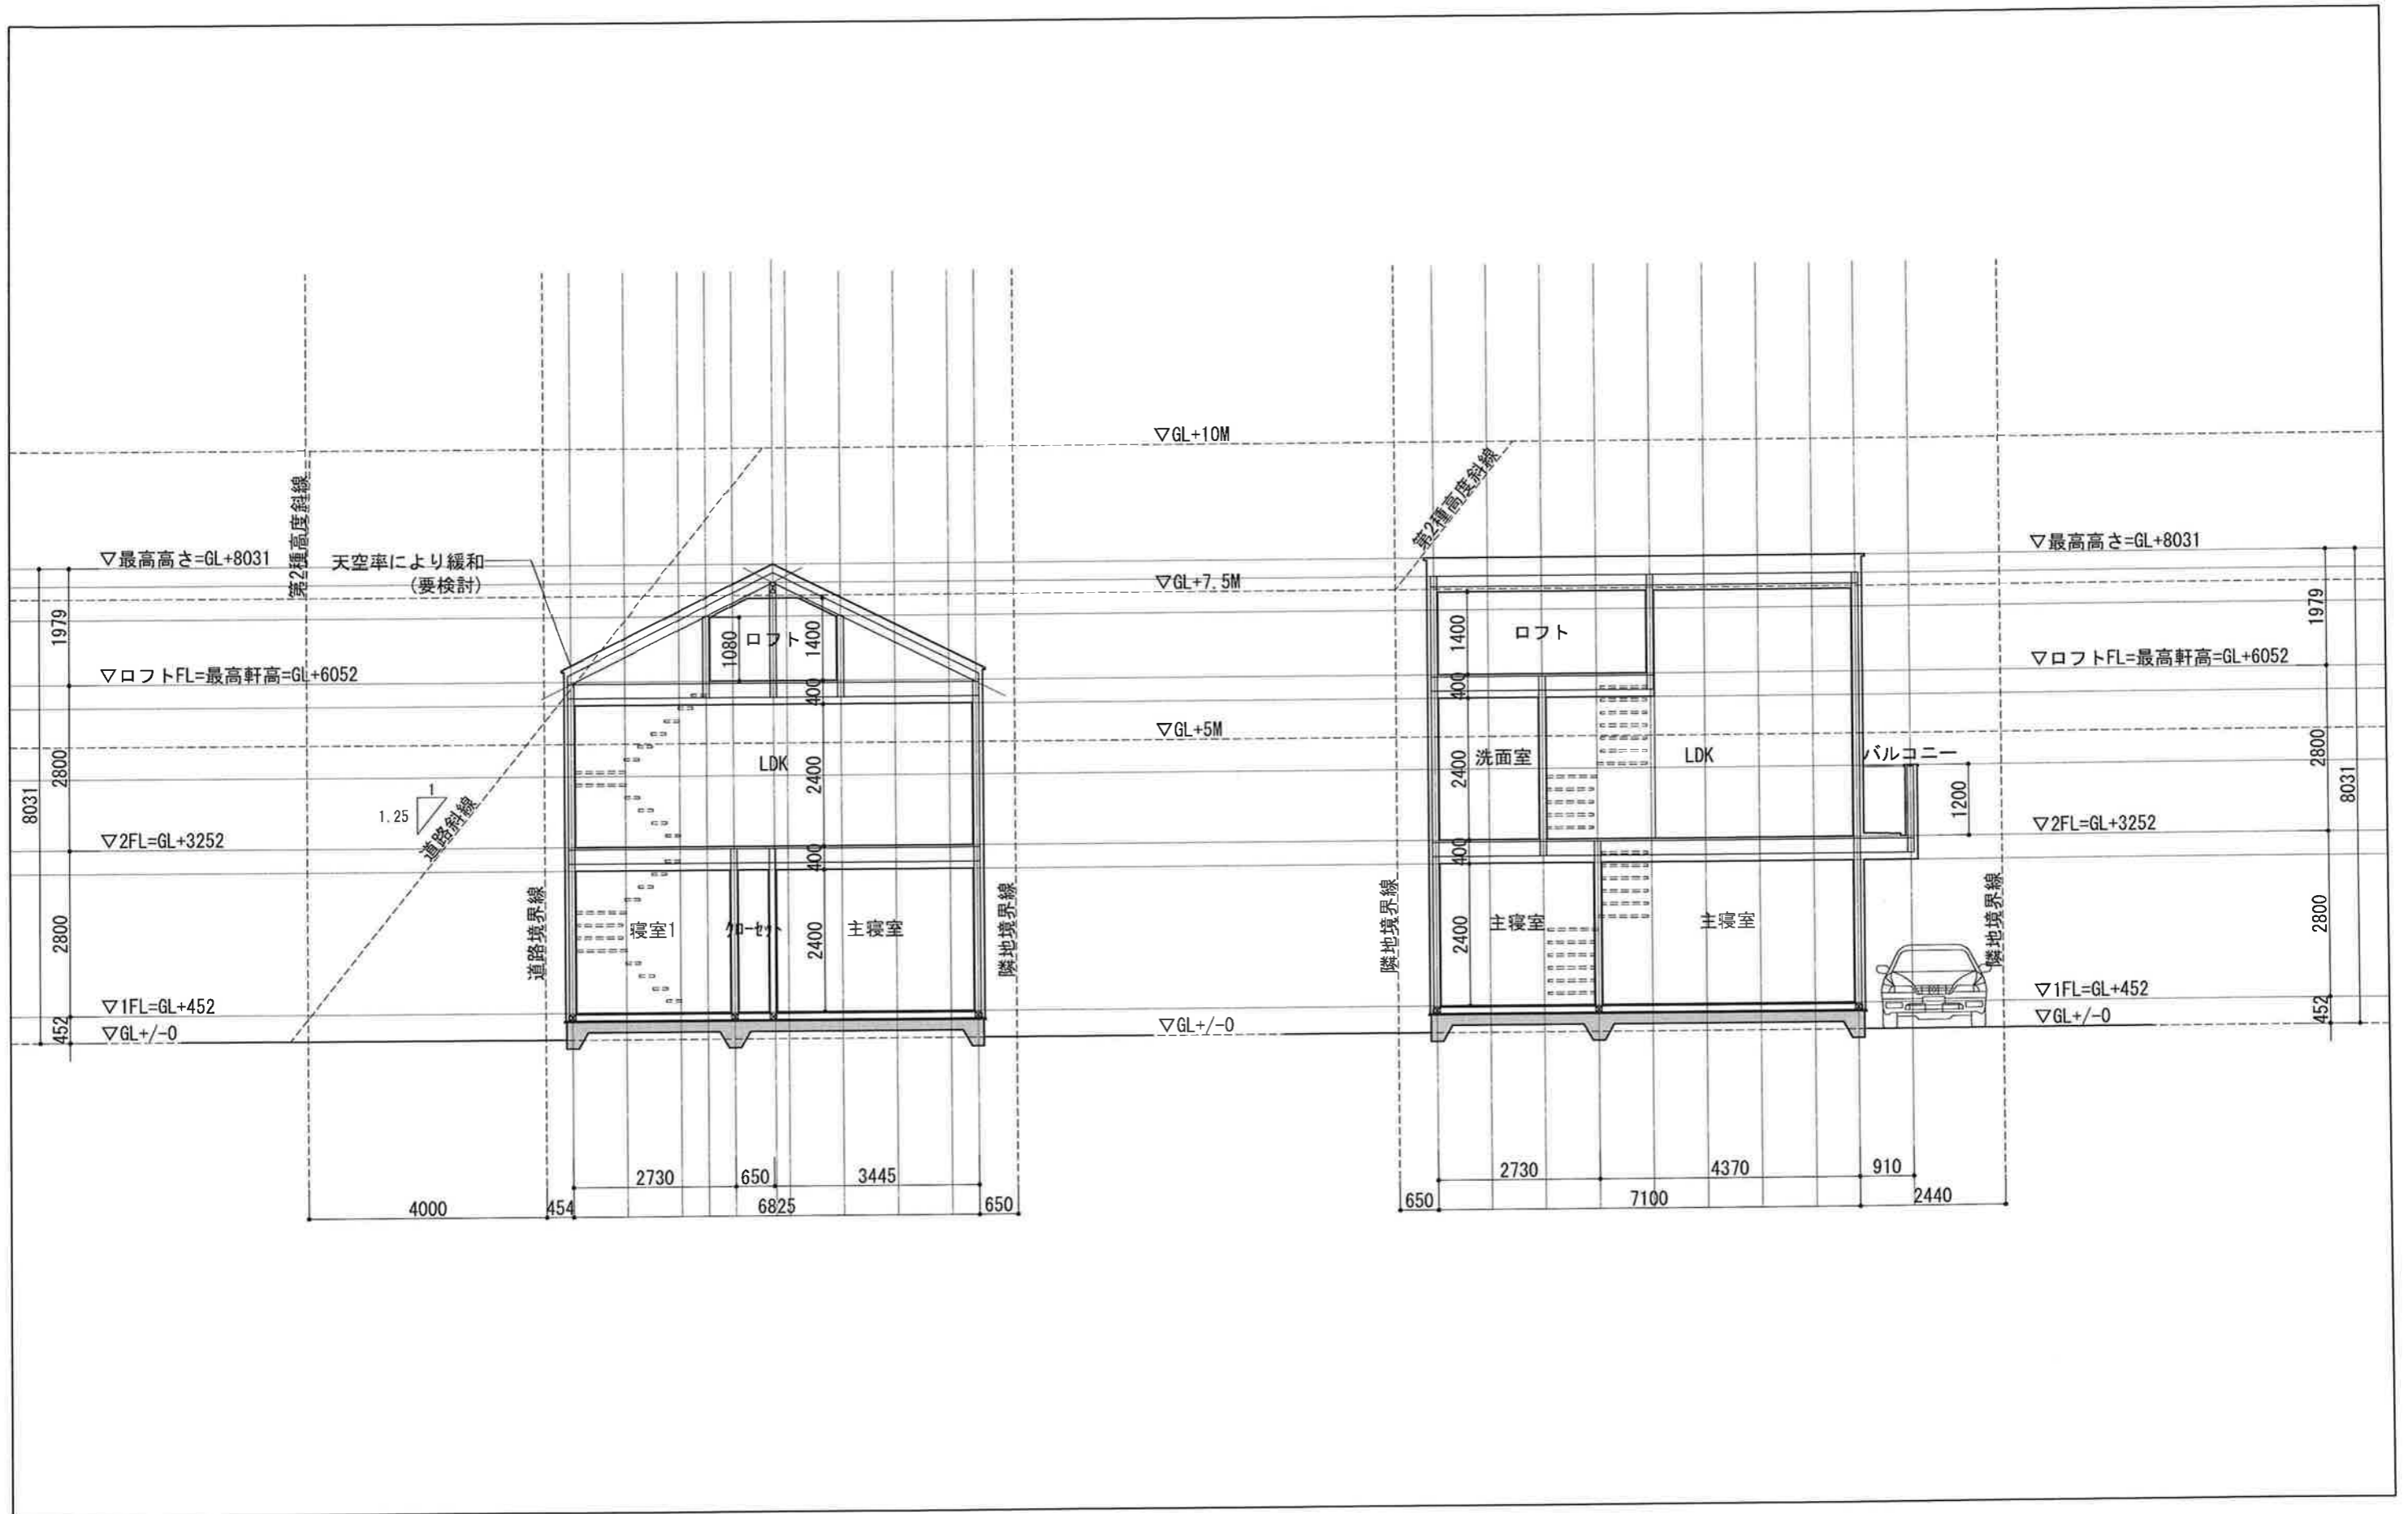 ▽GL+10M
第2種高度斜線
第2種高度斜線
▽最高高さ=GL+8031
天空率により緩和
(要検討)
▽GL+7.5M
▽最高高さ=GL+8031
1979
1080
ロフト
1400
1400
ロフト
1979
▽ロフトFL=最高軒高=GL+6052
400
400
▽ロフトFL=最高軒高=GL+6052
▽GL+5M
8031
2800
1
1.25
道路斜線
LDK
2400
2400
洗面室
LDK
バルコニー
1200
2800
8031
▽2FL=GL+3252
400
400
▽2FL=GL+3252
2800
道路境界線
寝室1
クローセット
2400
主寝室
隣地境界線
隣地境界線
2400
主寝室
主寝室
隣地境界線
2800
▽1FL=GL+452
▽1FL=GL+452
452
▽GL+/-0
▽GL+/-0
▽GL+/-0
452
2730
650
3445
2730
4370
910
4000
454
6825
650
650
7100
2440